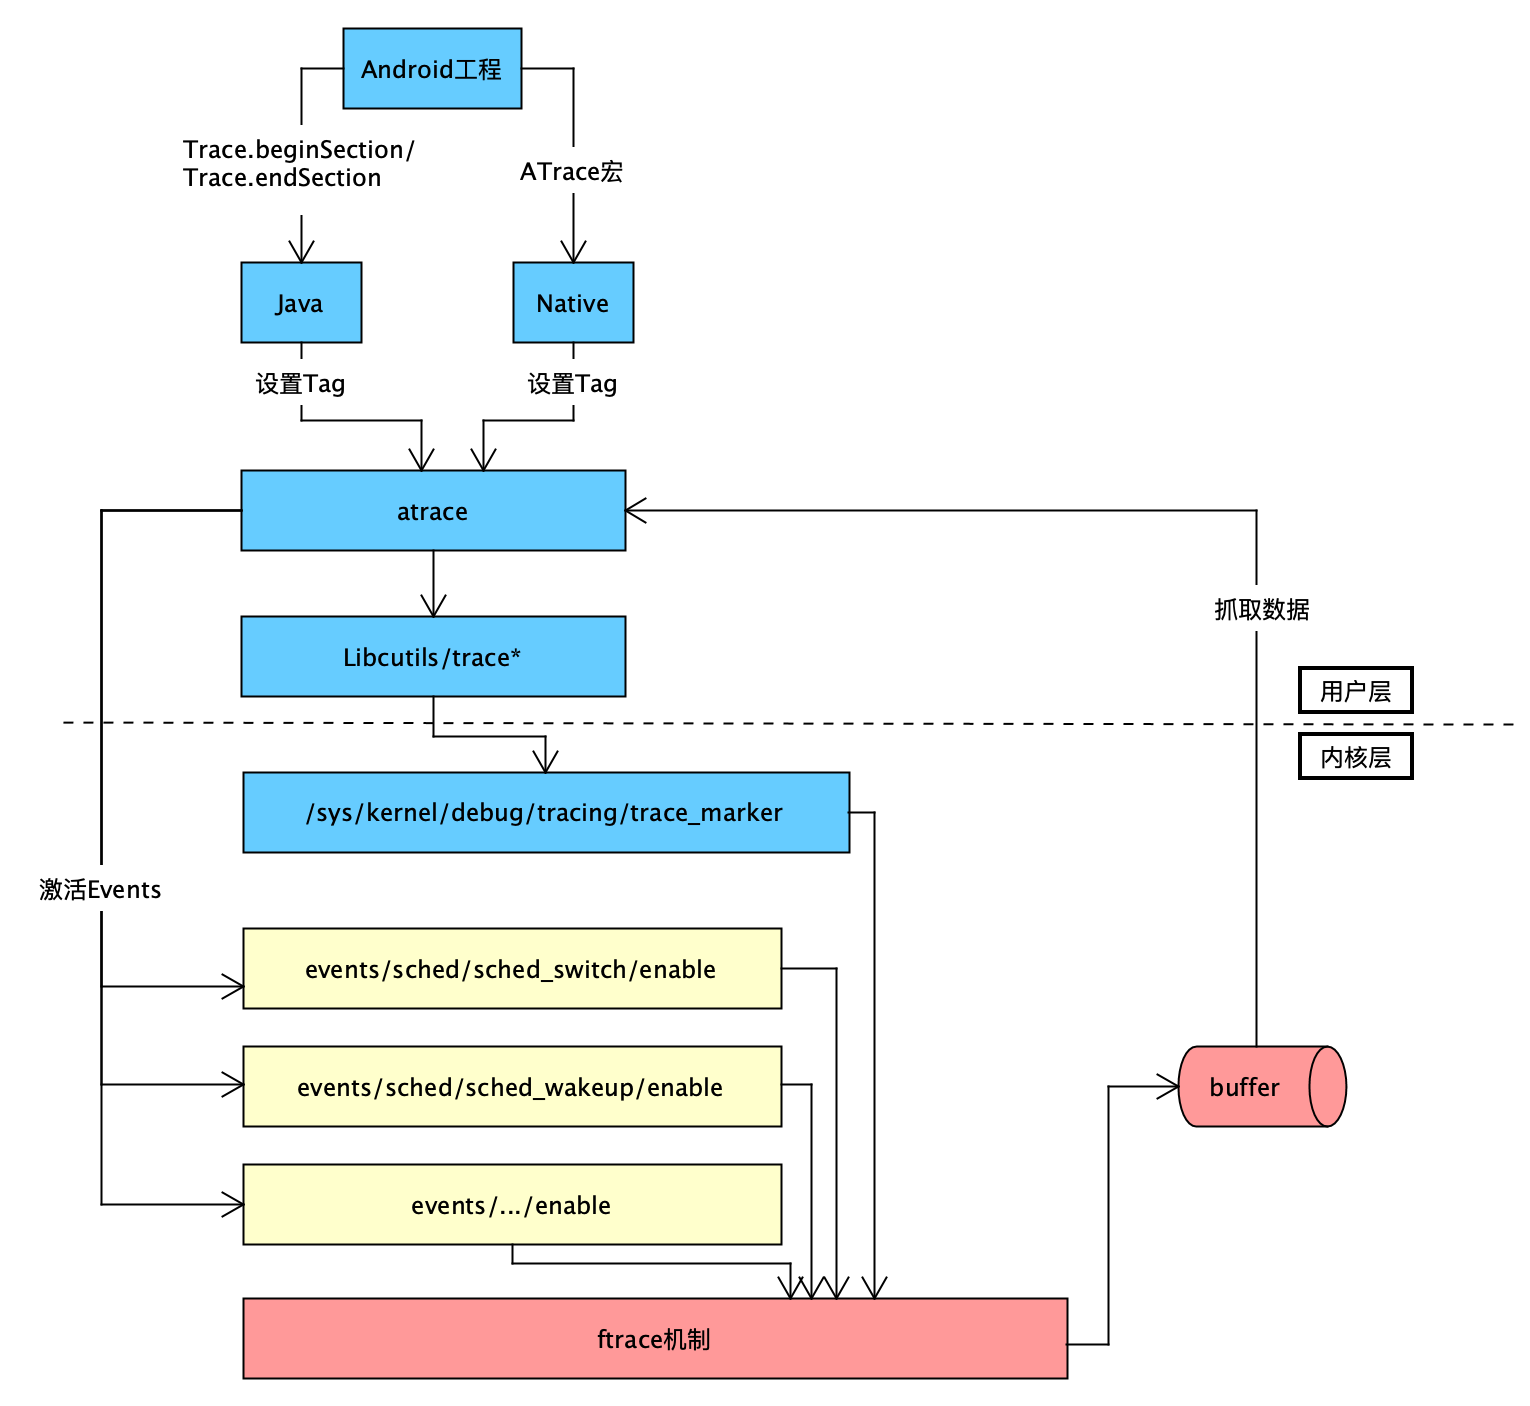 Android工程
Trace.beginSection/
Trace.endSection
ATrace宏
Java
Native
设置Tag
设置Tag
atrace
抓取数据
Libcutils/trace*
用户层
内核层
/sys/kernel/debug/tracing/trace_marker
激活Events
events/sched/sched_switch/enable
events/sched/sched_wakeup/enable
buffer
events/.../enable
ftrace机制